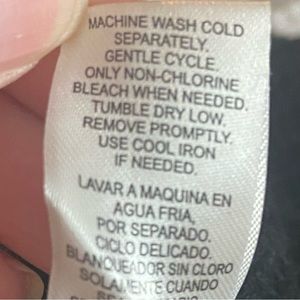 MACHINE WASH COLD
SEPARATELY.
GENTLE CYCLE.
ONLY NON-CHLORINE
BLEACH WHEN NEEDED.
TUMBLE DRY LOW.
REMOVE PROMPTLY.
USE COOL IRON
IF NEEDED.
LAVAR A MAQUINA EN
AGUA FRIA,
POR SEPARADO.
CICLO DELICADO.
BLANQUEADOR SIN CLORO
SOLAMENTE CUANDO